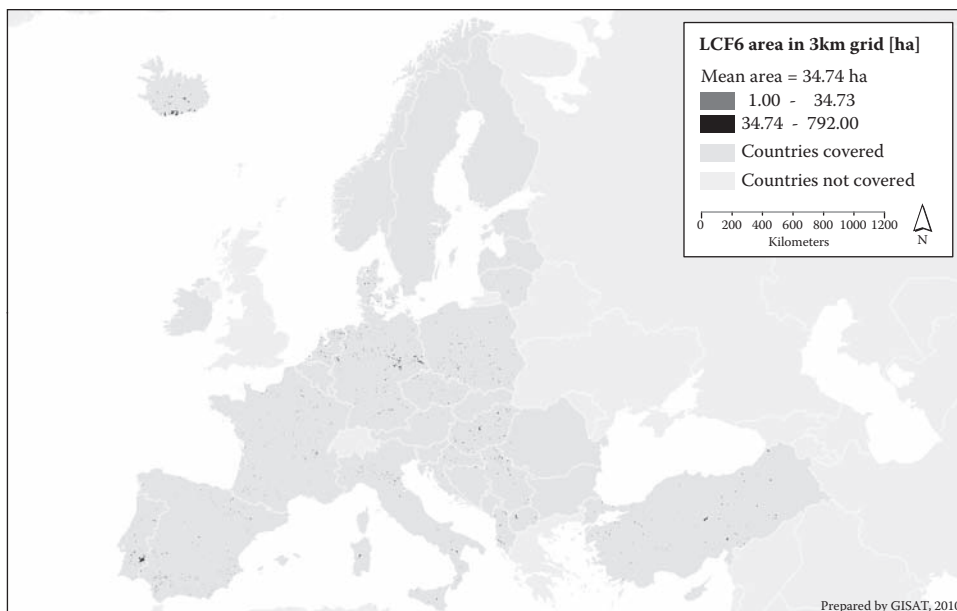 LCF6 area in 3km grid [ha]
Mean area = 34.74 ha
1.00 - 34.73
34.74 - 792.00
Countries covered
Countries not covered
0 200 400 600 800 1000 1200
Kilometers
N
Prepared by GISAT, 2010